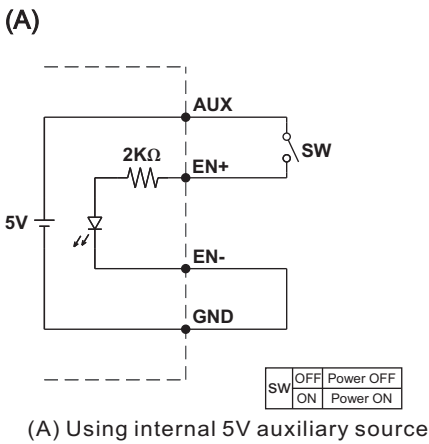 (A)
AUX
SW
2KΩ
EN+
5V
EN-
GND
SW OFF Power OFF
ON Power ON
(A) Using internal 5V auxiliary source